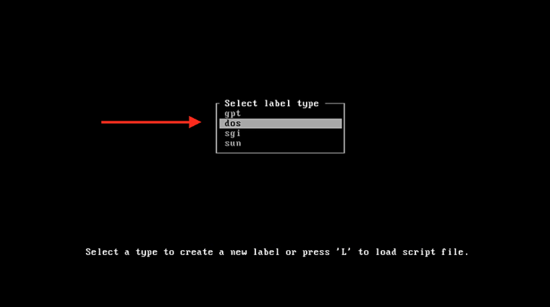 Select label type
gpt
dos
sgi
sun
Select a type to create a new label or press 'L' to load script file.